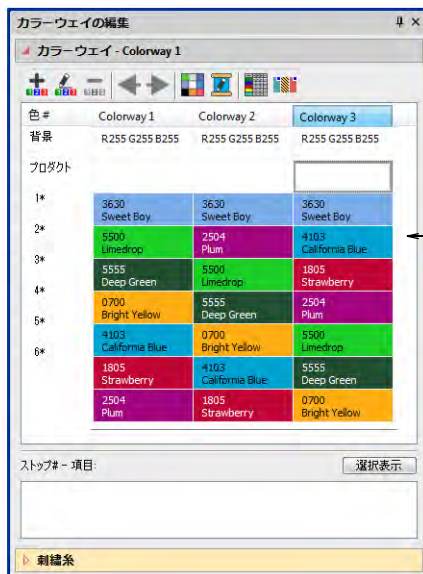 カラーウェイの編集
カラーウェイ - Colorway 1
色 # Colorway 1 Colorway 2 Colorway 3
背景 R255 G255 B255 R255 G255 B255 R255 G255 B255
プロダクト
1*
3630 3630 3630
Sweet Boy Sweet Boy Sweet Boy
2*
5500 2504 4103
Limedrop Plum California Blue
3*
5555 5500 1805
Deep Green Limedrop Strawberry
4*
0700 5555 2504
Bright Yellow Deep Green Plum
5*
4103 0700 5500
California Blue Bright Yellow Limedrop
6*
1805 4103 5555
Strawberry California Blue Deep Green
2504 1805 0700
Plum Strawberry Bright Yellow
ストップ# - 項目:
選択表示
刺繍糸